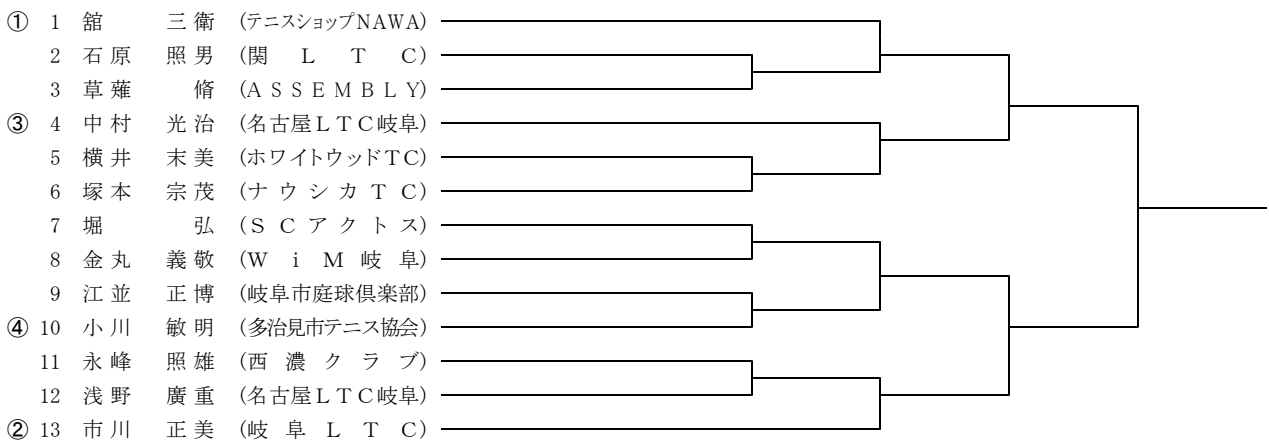 ① 1 舘 三衛 (テニスショップNAWA)
2 石原 照男 (関LTC)
3 草薙 脩 (ASSEMBLY)
③ 4 中村 光治 (名古屋LTC岐阜)
5 横井 末美 (ホワイトウッドTC)
6 塚本 宗茂 (ナウシカTC)
7 堀 弘 (SCアクトス)
8 金丸 義敬 (WiM岐阜)
9 江並 正博 (岐阜市庭球倶楽部)
④ 10 小川 敏明 (多治見市テニス協会)
11 永峰 照雄 (西濃クラブ)
12 浅野 廣重 (名古屋LTC岐阜)
② 13 市川 正美 (岐阜LTC)